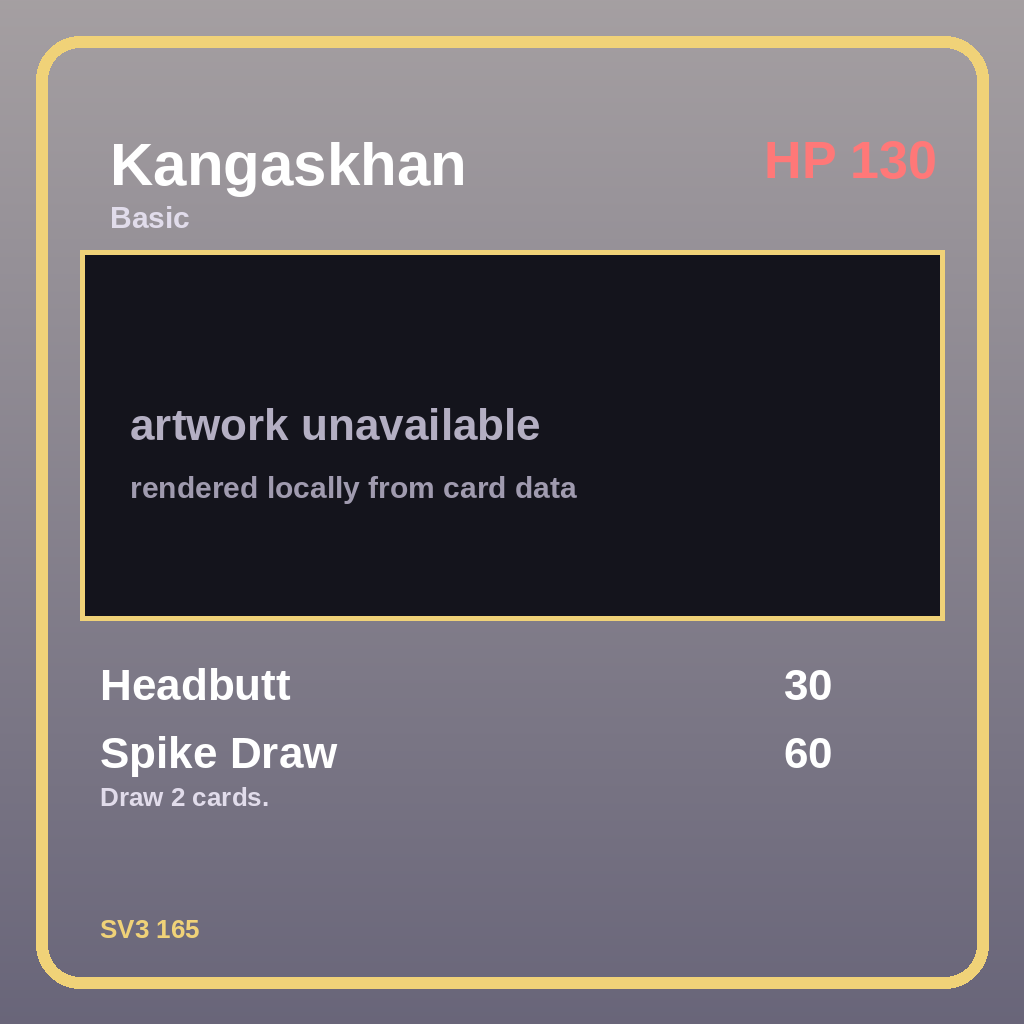 Kangaskhan
HP 130
Basic
artwork unavailable
rendered locally from card data
Headbutt 30
Spike Draw 60
Draw 2 cards.
SV3 165